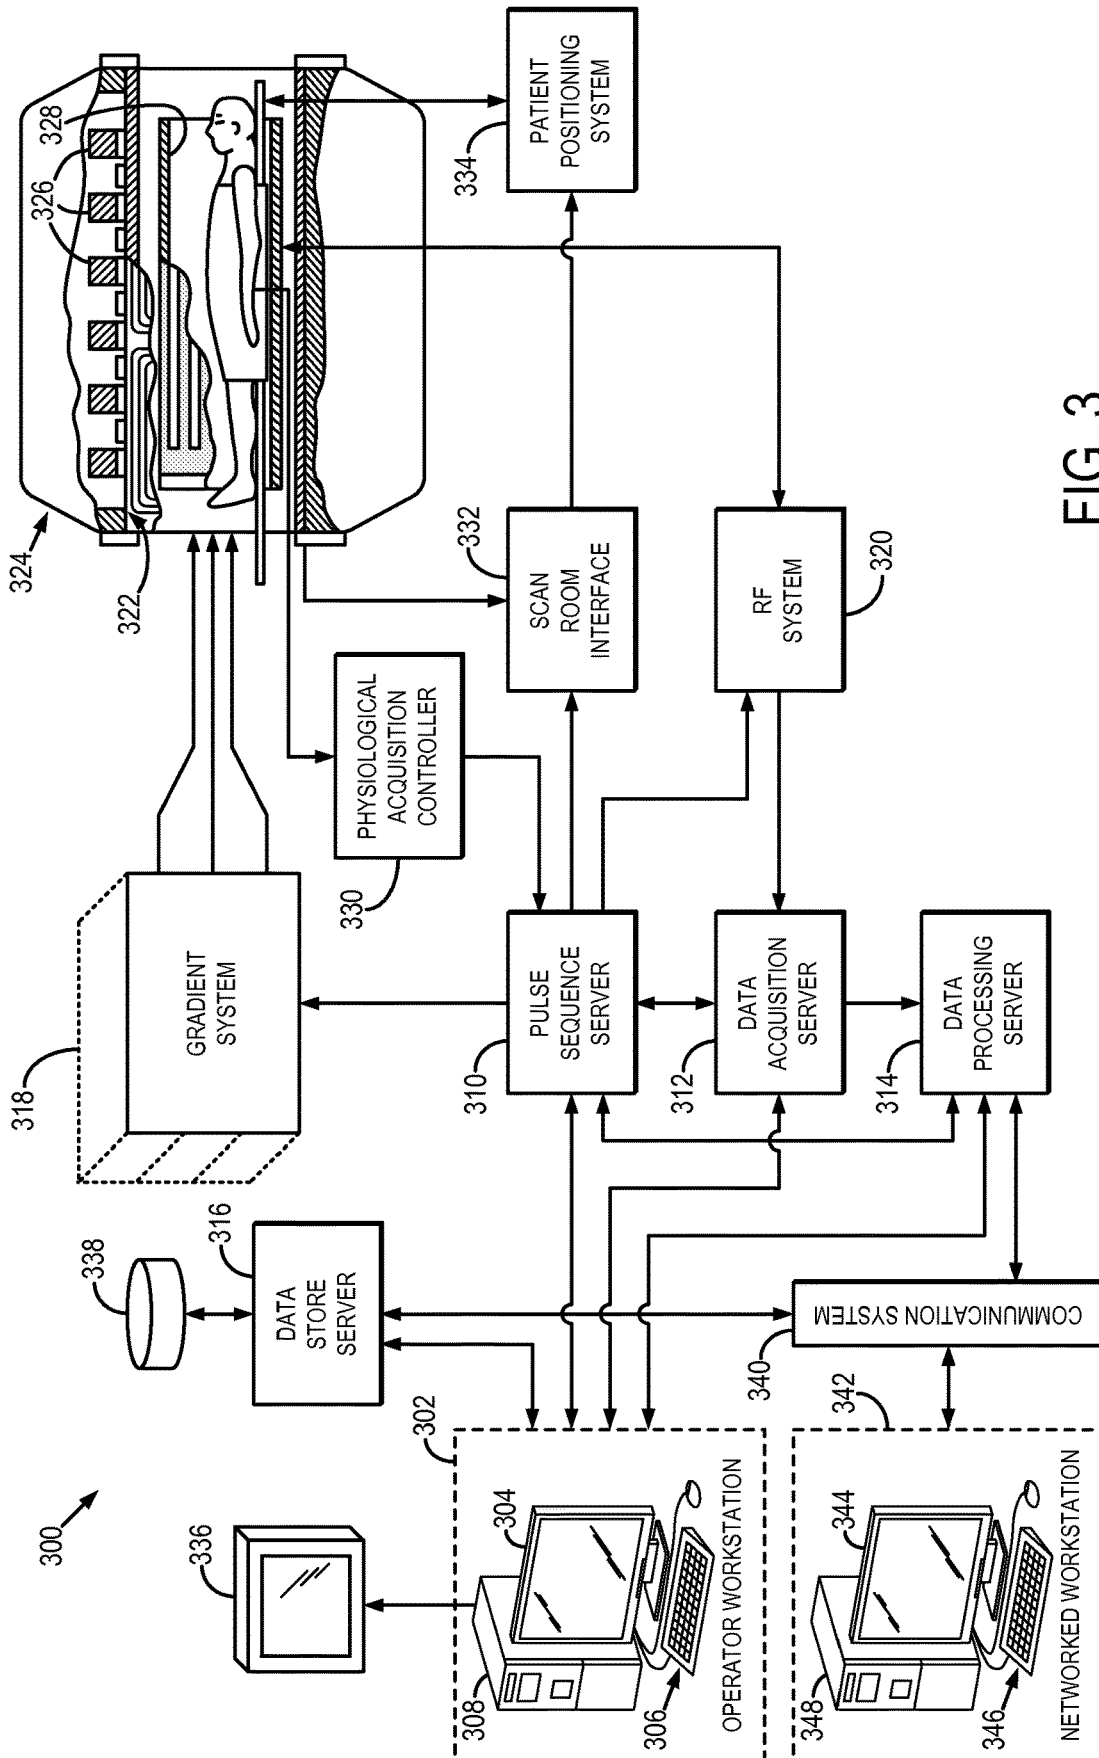 300
336
338
316
DATA
STORE
SERVER
318
GRADIENT
SYSTEM
324
322
326
328
302
304
306
308
OPERATOR WORKSTATION
330
PHYSIOLOGICAL
ACQUISITION
CONTROLLER
310
PULSE
SEQUENCE
SERVER
332
SCAN
ROOM
INTERFACE
334
PATIENT
POSITIONING
SYSTEM
312
DATA
ACQUISITION
SERVER
RF
SYSTEM
320
314
DATA
PROCESSING
SERVER
340
COMMUNICATION SYSTEM
342
344
346
348
NETWORKED WORKSTATION
FIG. 3